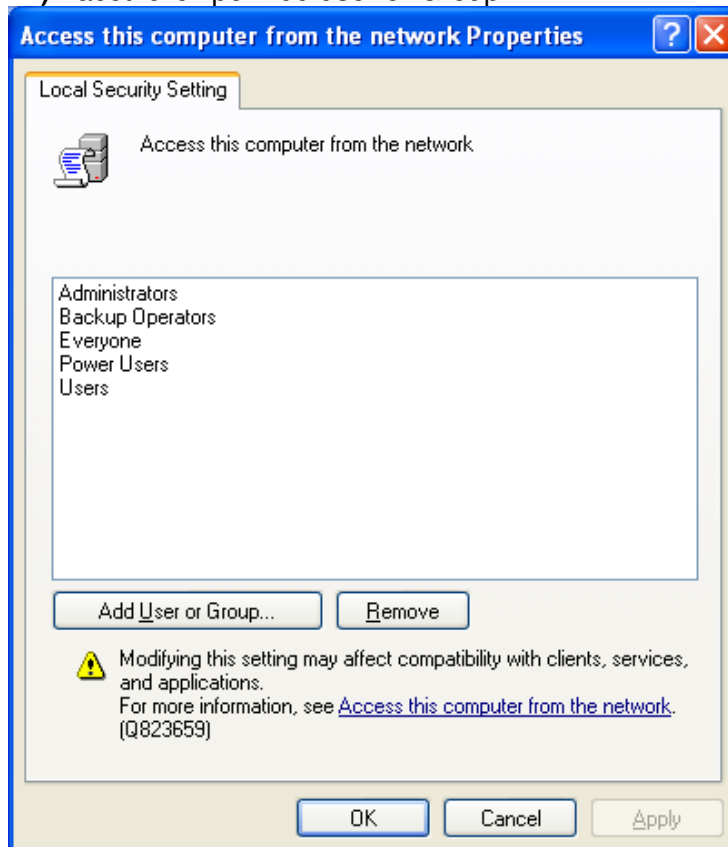 Access this computer from the network Properties
Local Security Setting
Access this computer from the network
Administrators
Backup Operators
Everyone
Power Users
Users
Add User or Group...
Remove
Modifying this setting may affect compatibility with clients, services,
and applications.
For more information, see Access this computer from the network.
(Q823659)
OK
Cancel
Apply